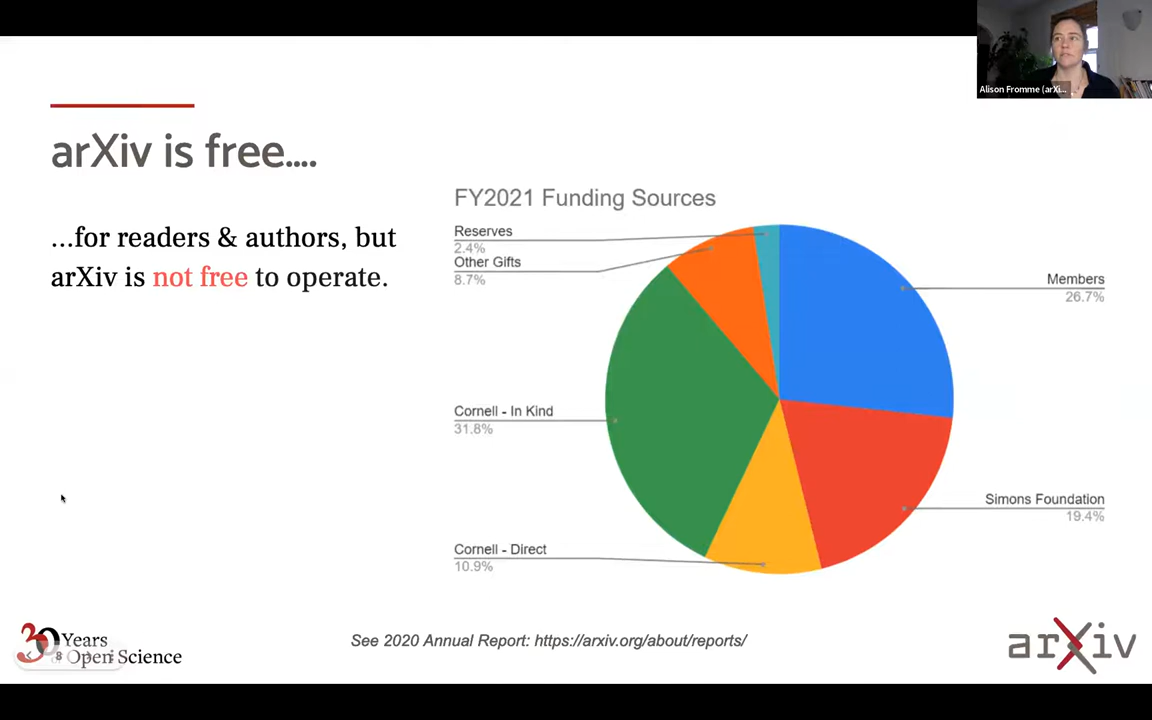 Alison Fromme (arXi...
arXiv is free....
...for readers & authors, but
arXiv is not free to operate.
FY2021 Funding Sources
Reserves
2.4%
Other Gifts
8.7%
Members
26.7%
Cornell - In Kind
31.8%
Simons Foundation
19.4%
Cornell - Direct
10.9%
30 Years
Open Science
8
See 2020 Annual Report: https://arxiv.org/about/reports/
arXiv